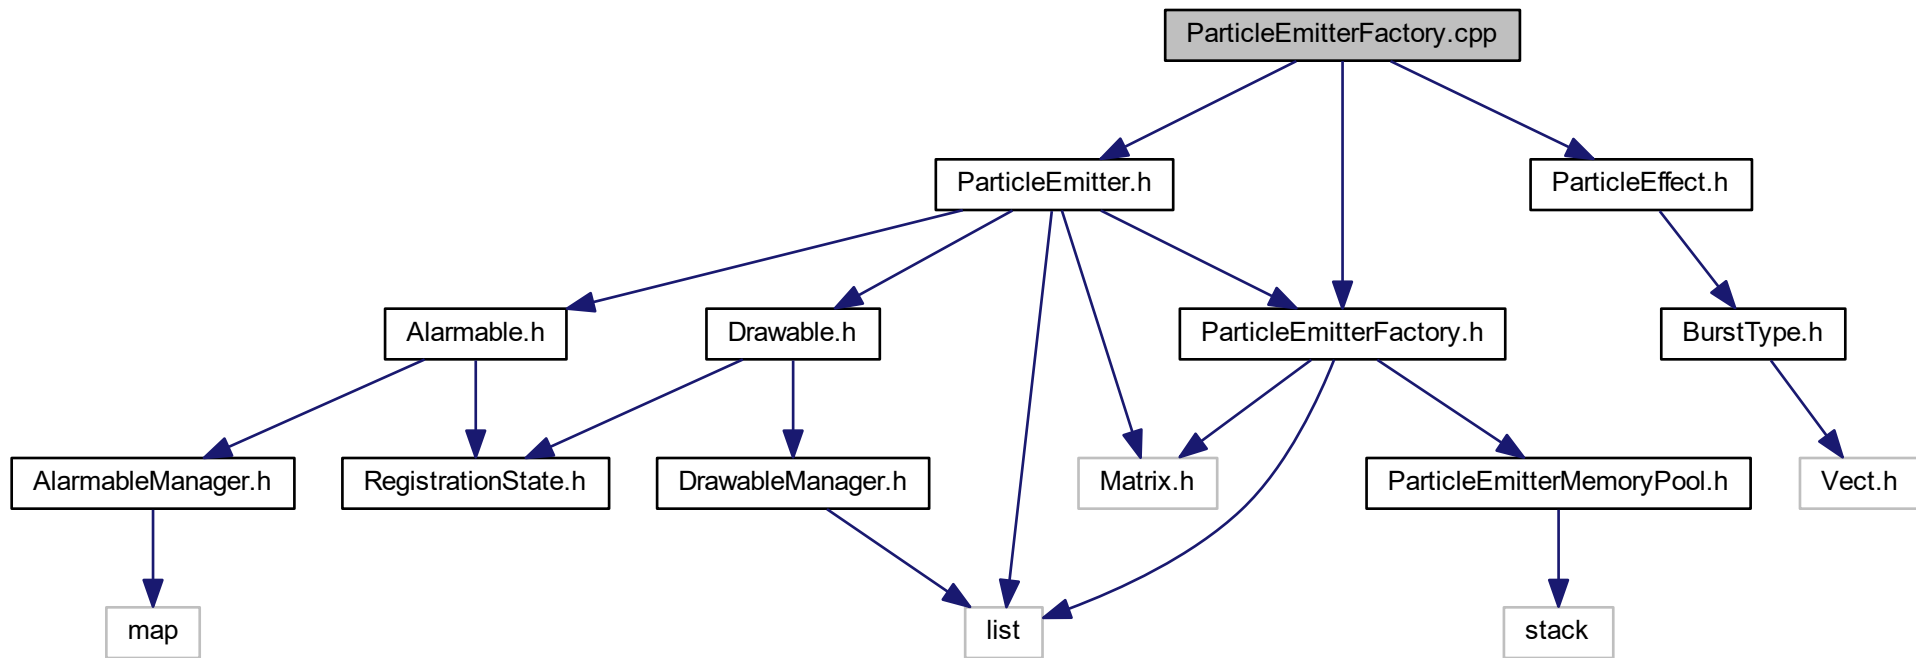 ParticleEmitterFactory.cpp
ParticleEmitter.h
ParticleEffect.h
Alarmable.h
Drawable.h
ParticleEmitterFactory.h
BurstType.h
AlarmableManager.h
RegistrationState.h
DrawableManager.h
Matrix.h
ParticleEmitterMemoryPool.h
Vect.h
map
list
stack